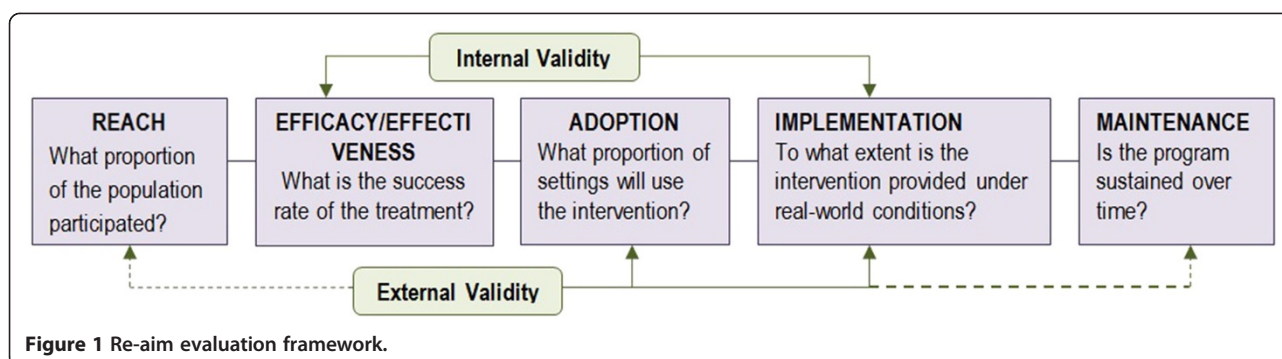 Internal Validity
REACH
What proportion
of the population
participated?
EFFICACY/EFFECTI
VENESS
What is the success
rate of the treatment?
ADOPTION
What proportion of
settings will use
the intervention?
IMPLEMENTATION
To what extent is the
intervention provided under
real-world conditions?
MAINTENANCE
Is the program
sustained over
time?
External Validity
Figure 1 Re-aim evaluation framework.